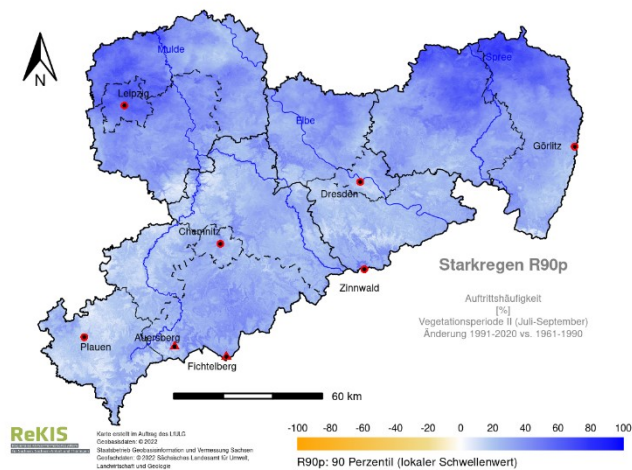 Mulde
Spree
Leipzig
Elbe
Görlitz
N
Dresden
Chemnitz
Starkregen R90p
Zinnwald
Auftrittshäufigkeit
[%]
Vegetationsperiode II (Juli-September)
Änderung 1991-2020 vs. 1961-1990
Auersberg
Plauen
Fichtelberg
60 km
ReKIS
Karte erstellt im Auftrag des LfULG
Geobasisdaten: © 2022
Staatsbetrieb Geobasisinformation und Vermessung Sachsen
Geofachdaten: © 2022 Sächsisches Landesamt für Umwelt,
Landwirtschaft und Geologie
-100 -80 -60 -40 -20 0 20 40 60 80 100
R90p: 90 Perzentil (lokaler Schwellenwert)